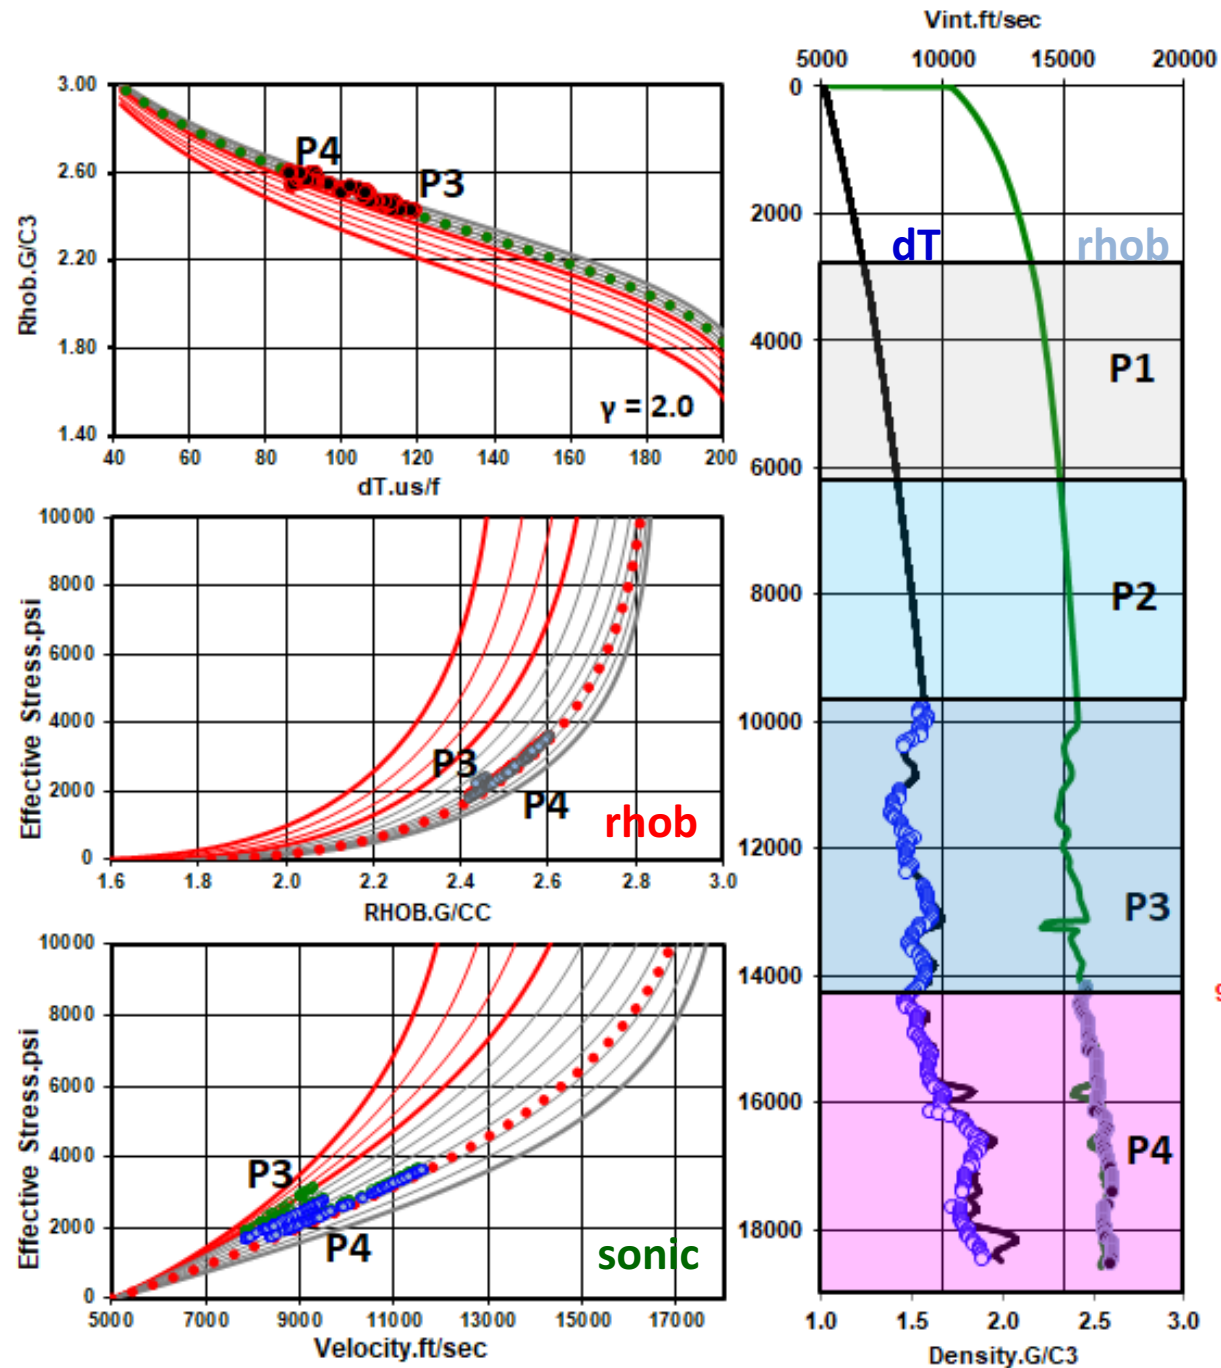 3.00
2.60
2.20
1.80
1.40
Rhob.G/C3
P4
P3
γ = 2.0
40 60 80 100 120 140 160 180 200
dT.us/f
10000
8000
6000
4000
2000
0
Effective Stress.psi
P3
P4
rhob
1.6 1.8 2.0 2.2 2.4 2.6 2.8 3.0
RHOB.G/CC
10000
8000
6000
4000
2000
0
Effective Stress.psi
P3
P4
sonic
5000 7000 9000 11000 13000 15000 17000
Velocity.ft/sec
Vint.ft/sec
5000 10000 15000 20000
0
2000
4000
6000
8000
10000
12000
14000
16000
18000
dT rhob
P1
P2
P3
P4
1.0 1.5 2.0 2.5 3.0
Density.G/C3